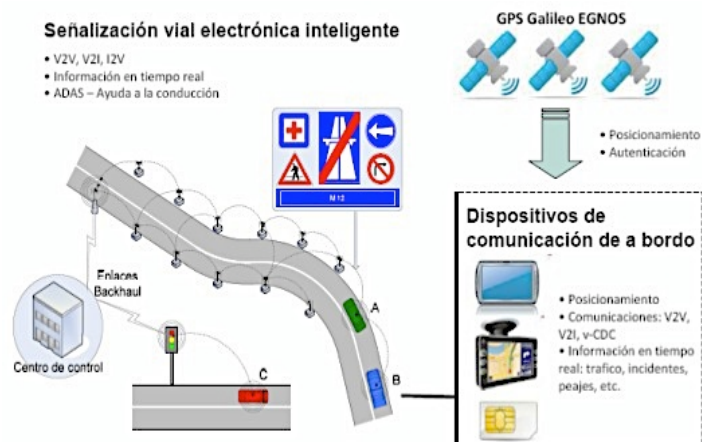 Señalización vial electrónica inteligente
• V2V, V2I, I2V
• Información en tiempo real
• ADAS – Ayuda a la conducción
GPS Galileo EGNOS
• Posicionamiento
• Autenticación
M 12
Enlaces
Backhaul
Centro de control
A
B
C
Dispositivos de
comunicación de a bordo
• Posicionamiento
• Comunicaciones: V2V,
V2I, v-CDC
• Información en tiempo
real: trafico, incidentes,
peajes, etc.